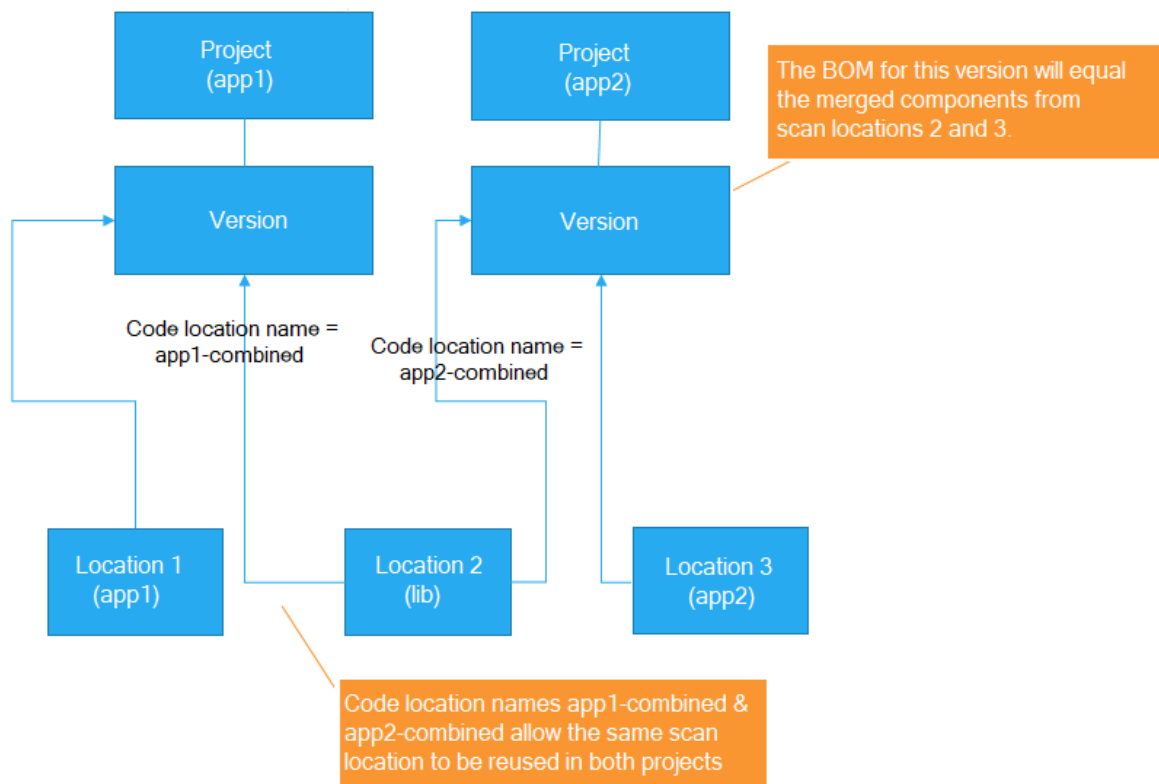 Project
(app1)
Project
(app2)
The BOM for this version will equal
the merged components from
scan locations 2 and 3.
Version
Version
Code location name =
app1-combined
Code location name =
app2-combined
Location 1
(app1)
Location 2
(lib)
Location 3
(app2)
Code location names app1-combined &
app2-combined allow the same scan
location to be reused in both projects